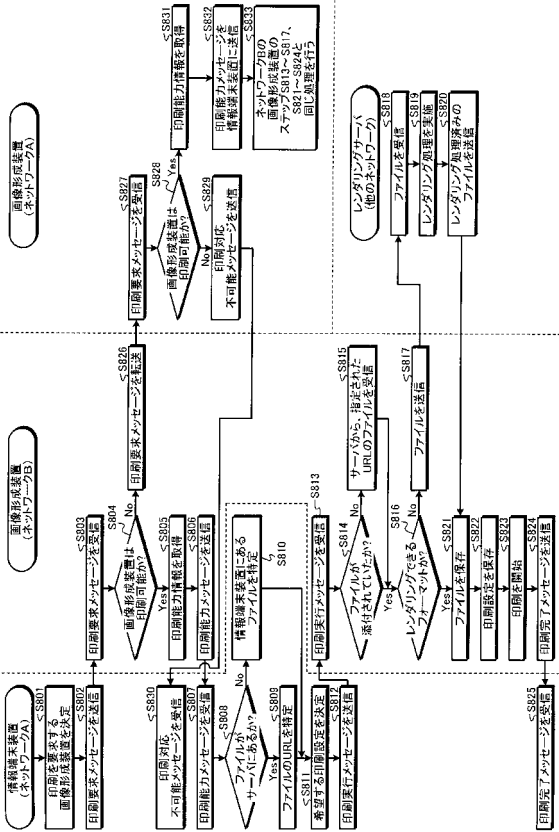 情報端末装置
(ネットワークA)
S801
印刷を要求する
画像形成装置を決定
S802
印刷要求メッセージを送信
S830
印刷対応
不可能メッセージを受信
S807
印刷能力メッセージを受信
S808
ファイルが
サーバにあるか?
No
Yes
S809
ファイルのURLを特定
S810
情報端末装置にある
ファイルを特定
S811
希望する印刷設定を決定
S812
印刷実行メッセージを送信
S825
印刷完了メッセージを受信
画像形成装置
(ネットワークB)
S803
印刷要求メッセージを受信
S804
画像形成装置は
印刷可能か?
No
Yes
S805
印刷能力情報を取得
S806
印刷能力メッセージを送信
S826
印刷要求メッセージを転送
S813
印刷実行メッセージを受信
S814
ファイルが
添付されていたか?
No
Yes
S815
サーバから、指定された
URLのファイルを受信
S816
レンダリングできる
フォーマットか?
No
Yes
S817
ファイルを送信
S821
ファイルを保存
S822
印刷設定を保存
S823
印刷を開始
S824
印刷完了メッセージを送信
画像形成装置
(ネットワークA)
S827
印刷要求メッセージを受信
S828
画像形成装置は
印刷可能か?
Yes
No
S829
印刷対応
不可能メッセージを送信
S831
印刷能力情報を取得
S832
印刷能力メッセージを
情報端末装置に送信
S833
ネットワークBの
画像形成装置の
ステップS813~S817、
S821~S824と
同じ処理を行う
レンダリングサーバ
(他のネットワーク)
S818
ファイルを受信
S819
レンダリング処理を実施
S820
レンダリング処理済みの
ファイルを送信